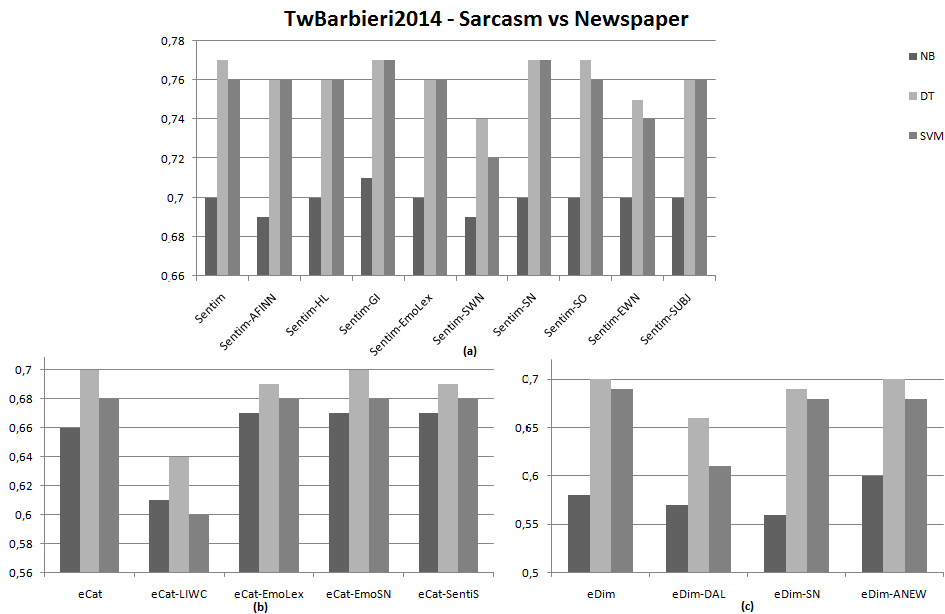 TwBarbieri2014 - Sarcasm vs Newspaper
0,78
0,76
0,74
0,72
0,7
0,68
0,66
NB
DT
SVM
Sentim
Sentim-AFINN
Sentim-HL
Sentim-GI
Sentim-EmoLex
Sentim-SWN
Sentim-SN
Sentim-SO
Sentim-EWN
Sentim-SUBJ
(a)
0,7
0,68
0,66
0,64
0,62
0,6
0,58
0,56
eCat eCat-LIWC eCat-EmoLex eCat-EmoSN eCat-SentiS
(b)
0,7
0,65
0,6
0,55
0,5
eDim eDim-DAL eDim-SN eDim-ANEW
(c)